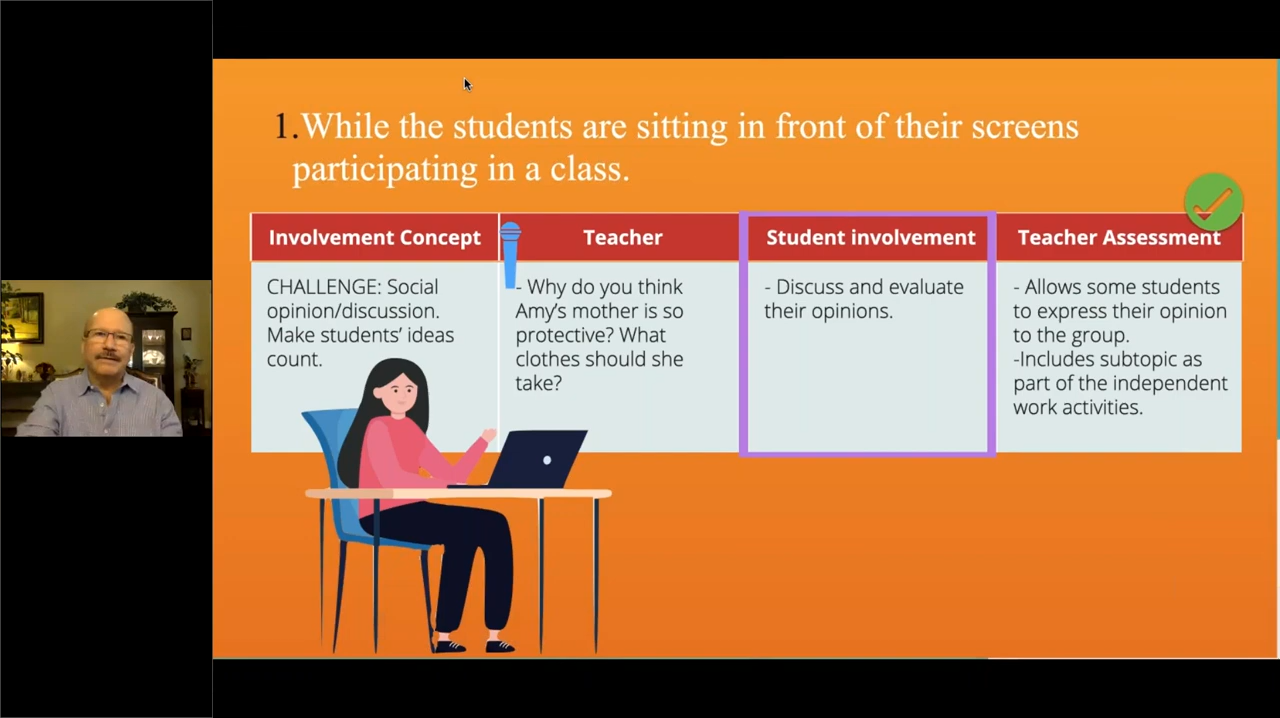 1.While the students are sitting in front of their screens
participating in a class.
Involvement Concept
Teacher
Student involvement
Teacher Assessment
CHALLENGE: Social
opinion/discussion.
Make students’ ideas
count.
- Why do you think
Amy’s mother is so
protective? What
clothes should she
take?
- Discuss and evaluate
their opinions.
- Allows some students
to express their opinion
to the group.
-Includes subtopic as
part of the independent
work activities.